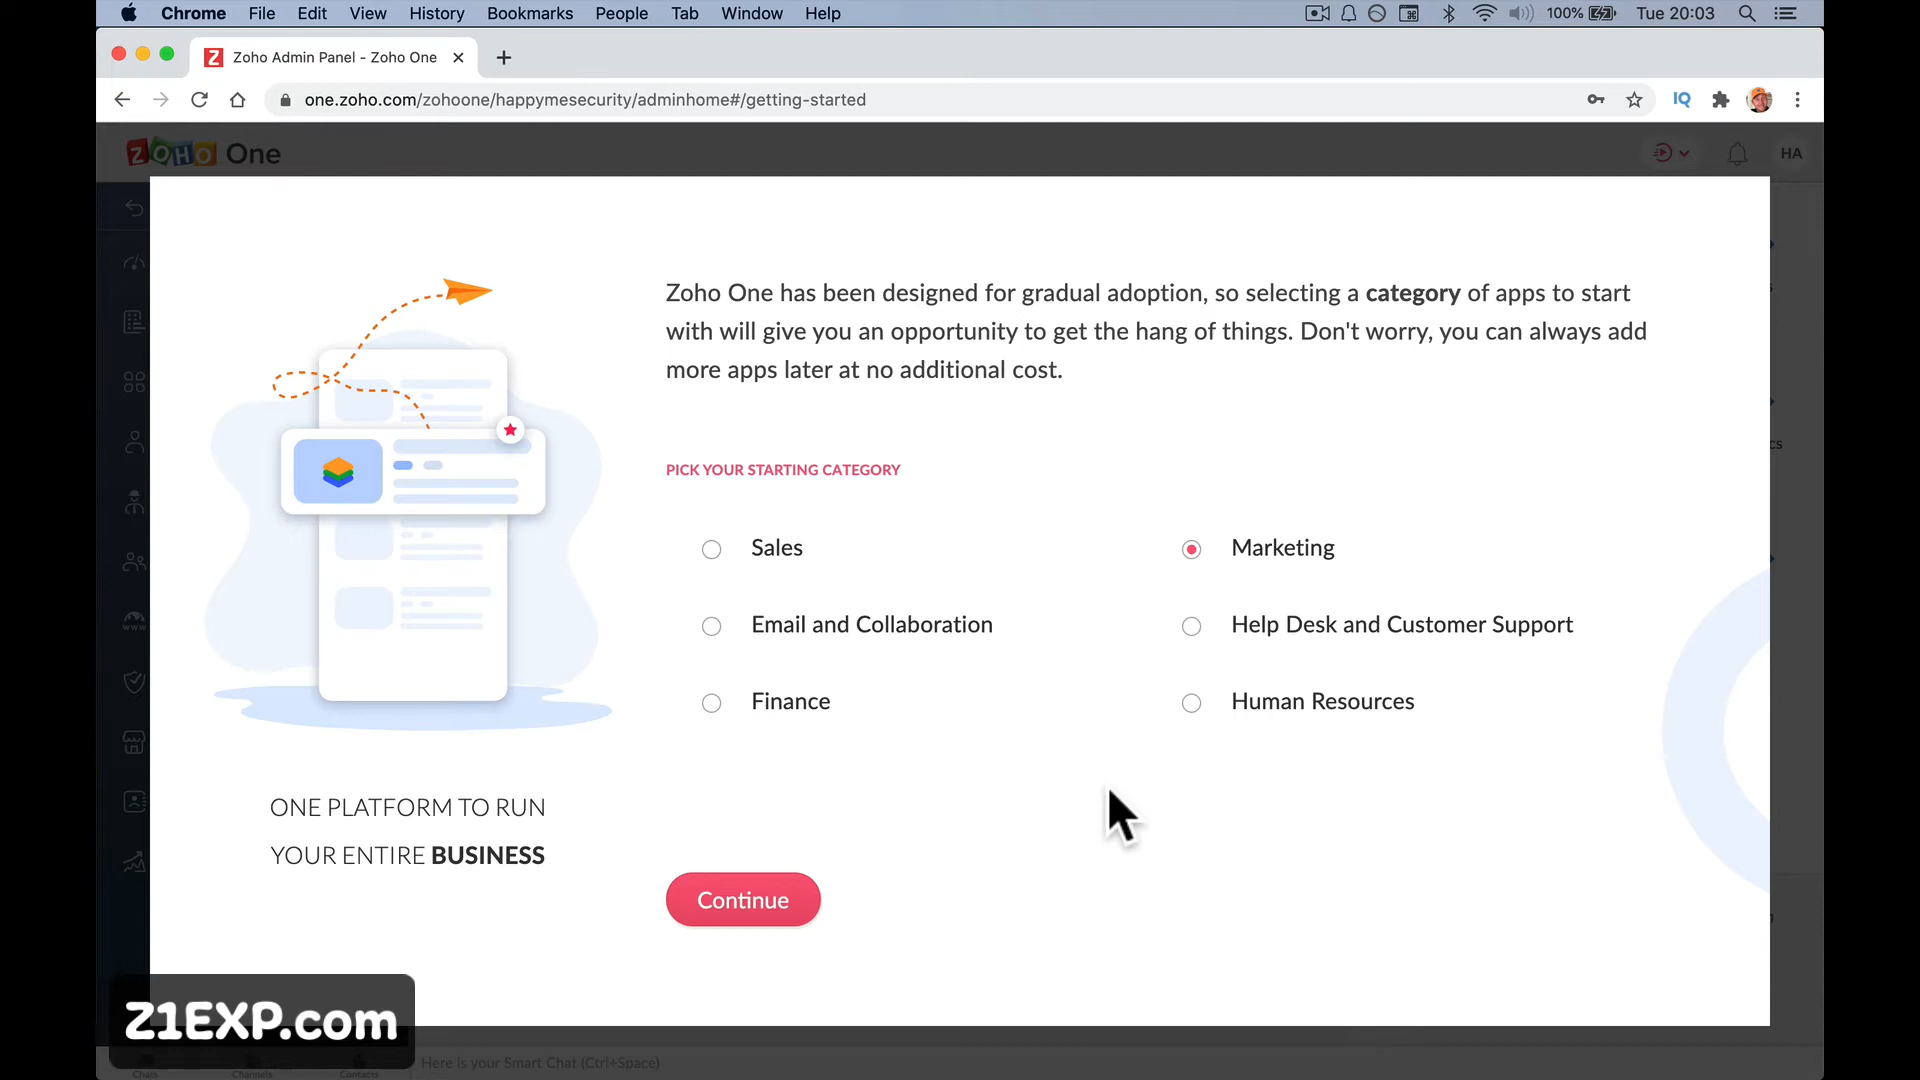 Chrome File Edit View History Bookmarks People Tab Window Help 100% Tue 20:03
Zoho Admin Panel - Zoho One
one.zoho.com/zohoone/happymesecurity/adminhome#/getting-started IQ
ZOHO One HA
Zoho One has been designed for gradual adoption, so selecting a category of apps to start
with will give you an opportunity to get the hang of things. Don't worry, you can always add
more apps later at no additional cost.
PICK YOUR STARTING CATEGORY
Sales Marketing
Email and Collaboration Help Desk and Customer Support
Finance Human Resources
ONE PLATFORM TO RUN
YOUR ENTIRE BUSINESS
Continue
Z1EXP.com
Here is your Smart Chat (Ctrl+Space)
Chats Channels Contacts